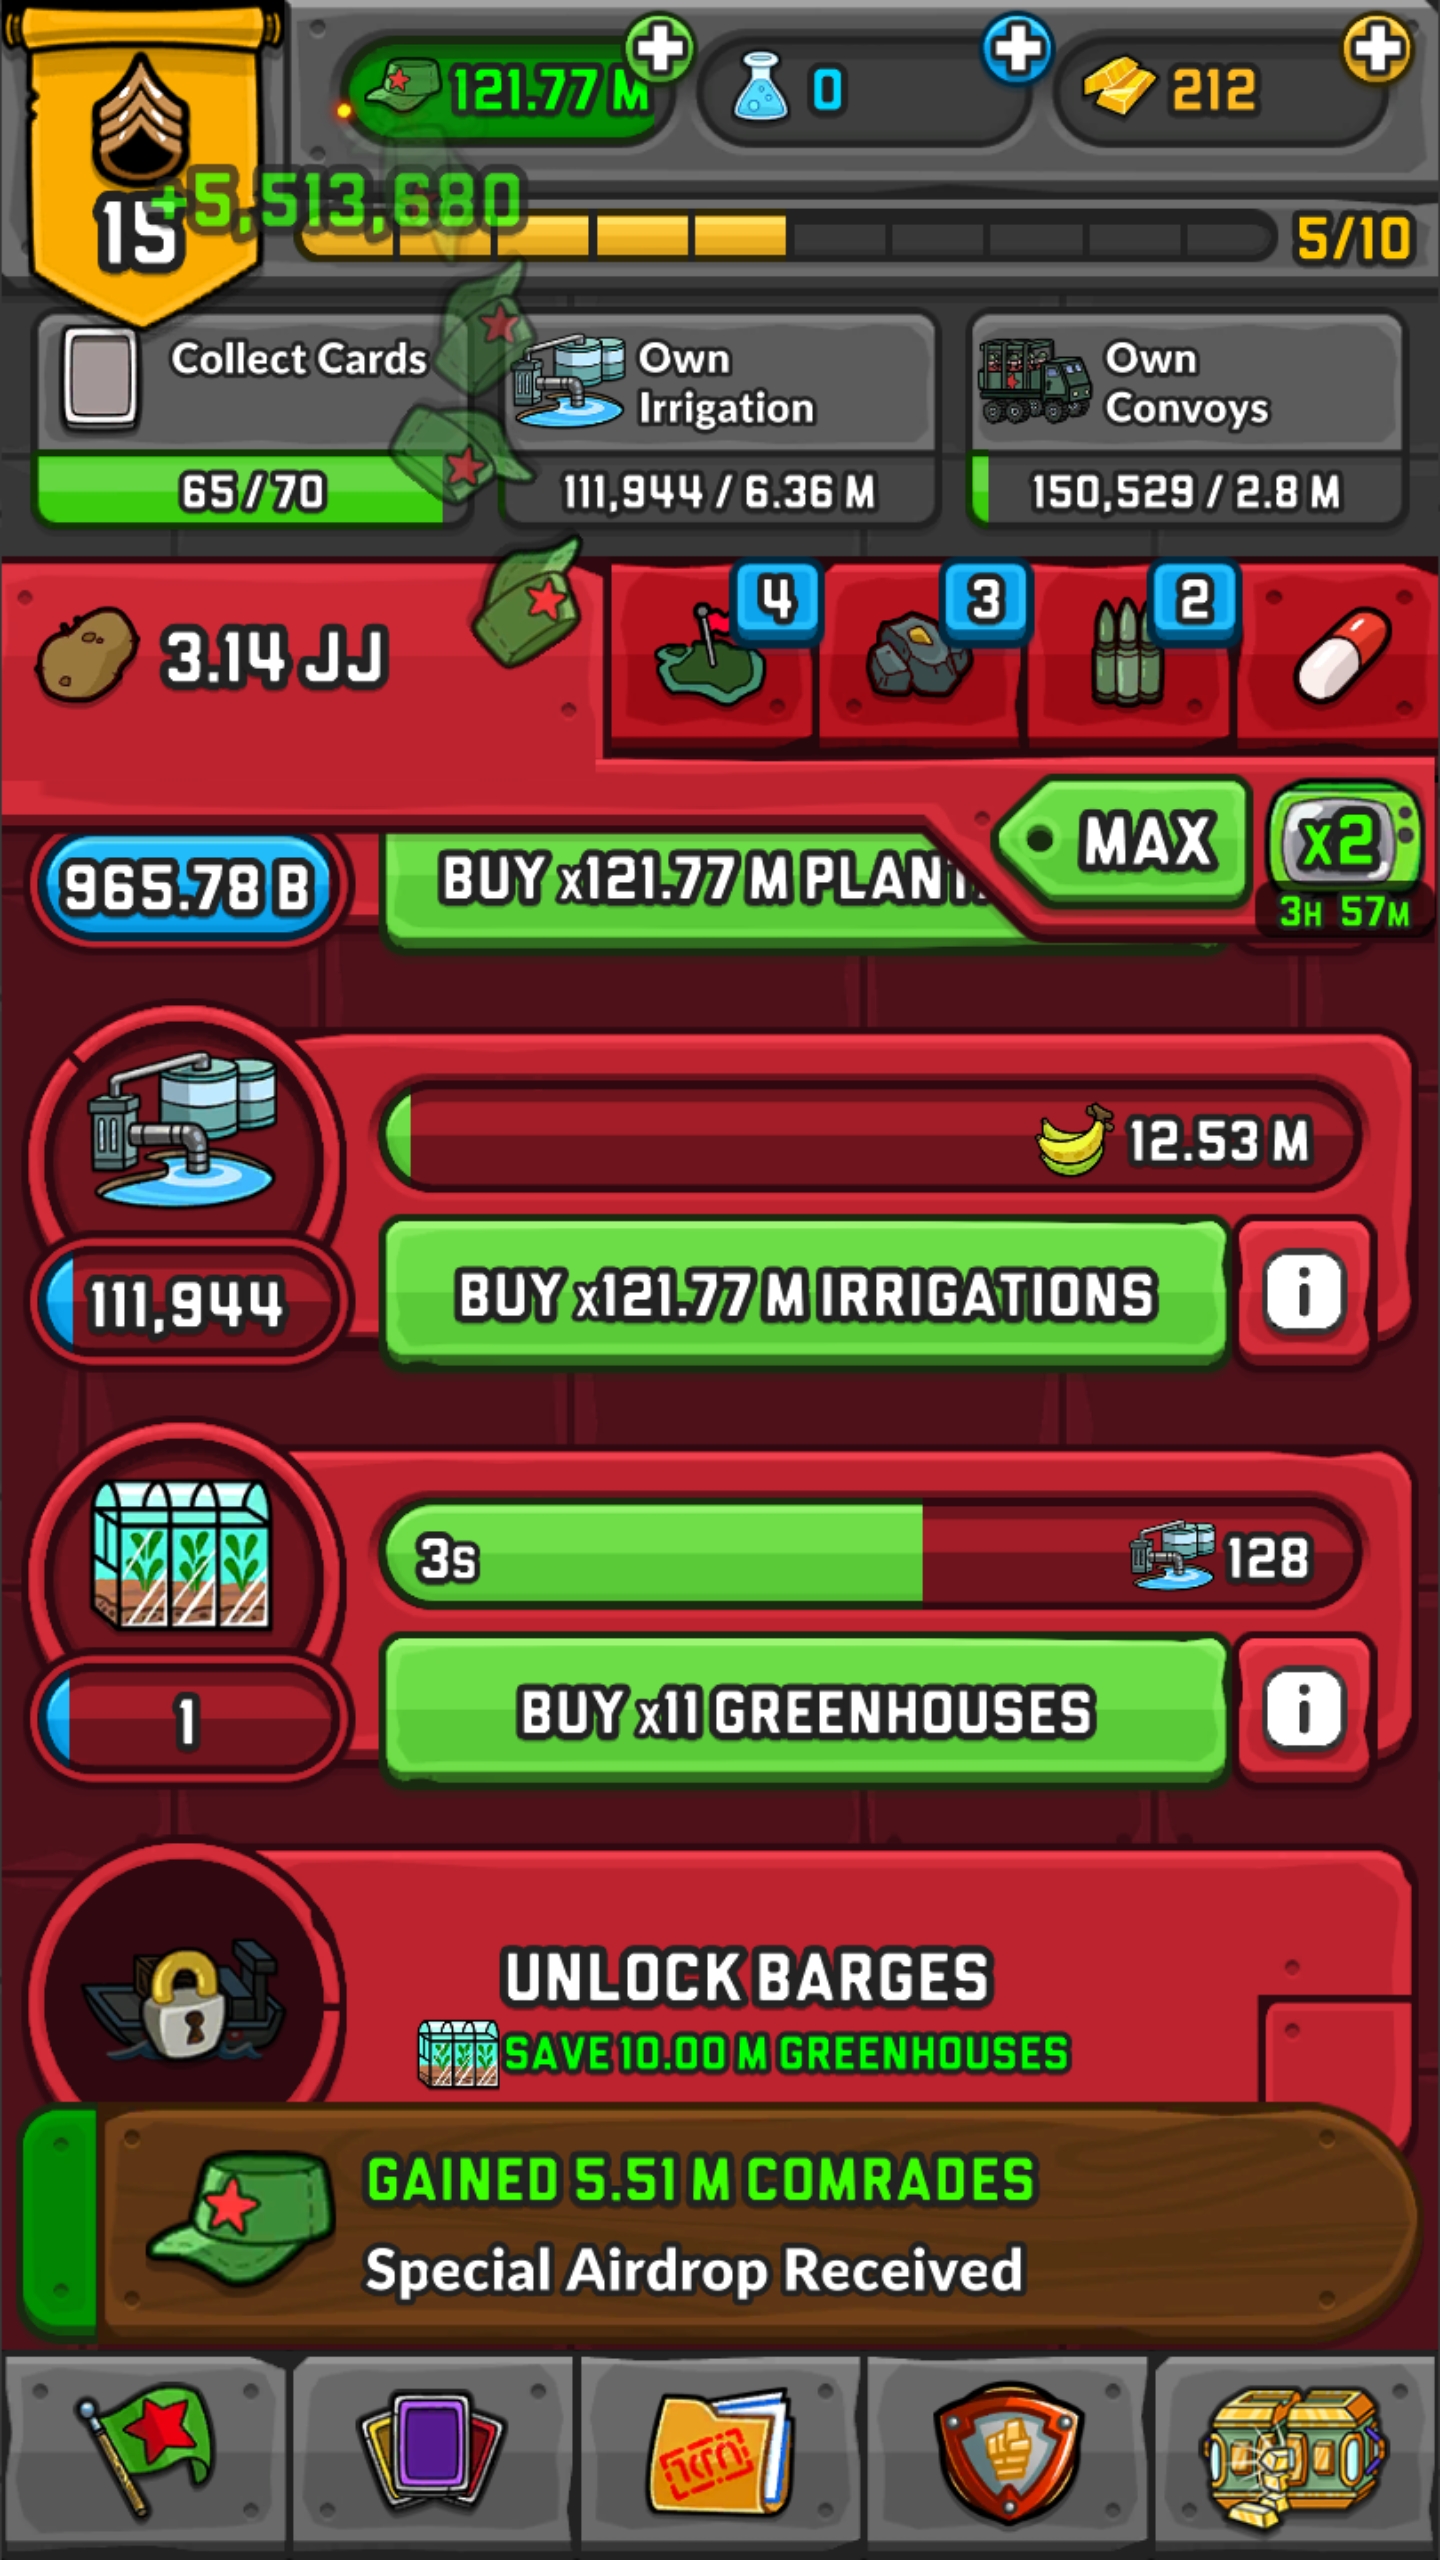 121.77 M
0
212
15
+5,513,680
5/10
Collect Cards
65/70
Own
Irrigation
111,944 / 6.36 M
Own
Convoys
150,529 / 2.8 M
3.14 JJ
4
3
2
MAX
x2
3H 57M
965.78 B
BUY x121.77 M PLANT
12.53 M
111,944
BUY x121.77 M IRRIGATIONS
i
3s
128
1
BUY x11 GREENHOUSES
i
UNLOCK BARGES
SAVE 10.00 M GREENHOUSES
GAINED 5.51 M COMRADES
Special Airdrop Received